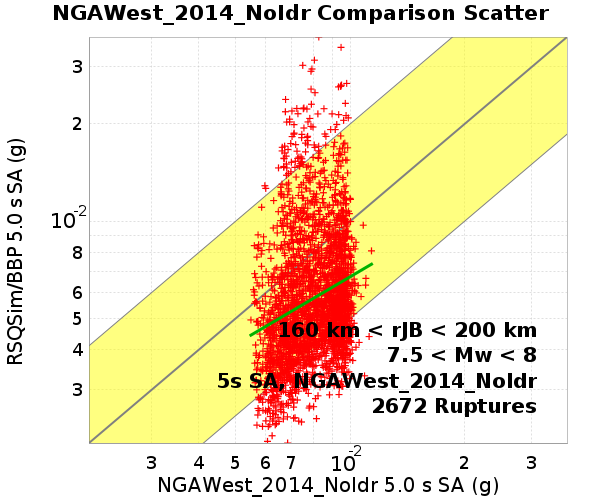 NGAWest_2014_NoIdr Comparison Scatter
RSQSim/BBP 5.0 s SA (g)
3
2
10⁻²
8
6
5
4
3
160 km < rJB < 200 km
7.5 < Mw < 8
5s SA, NGAWest_2014_NoIdr
2672 Ruptures
3 4 5 6 7 10⁻² 2 3
NGAWest_2014_NoIdr 5.0 s SA (g)